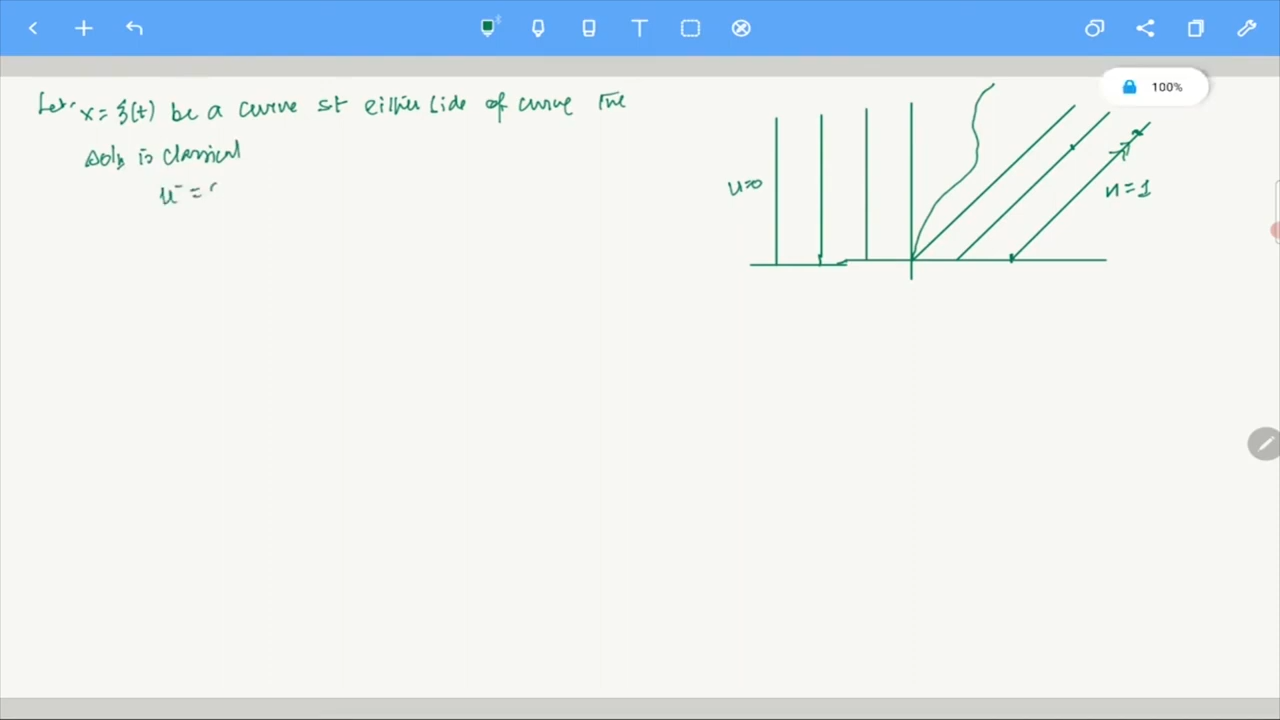 Let x = ξ(t) be a curve st either side of curve the
soln is classical
u⁻ =
u=0
u=1
100%
T